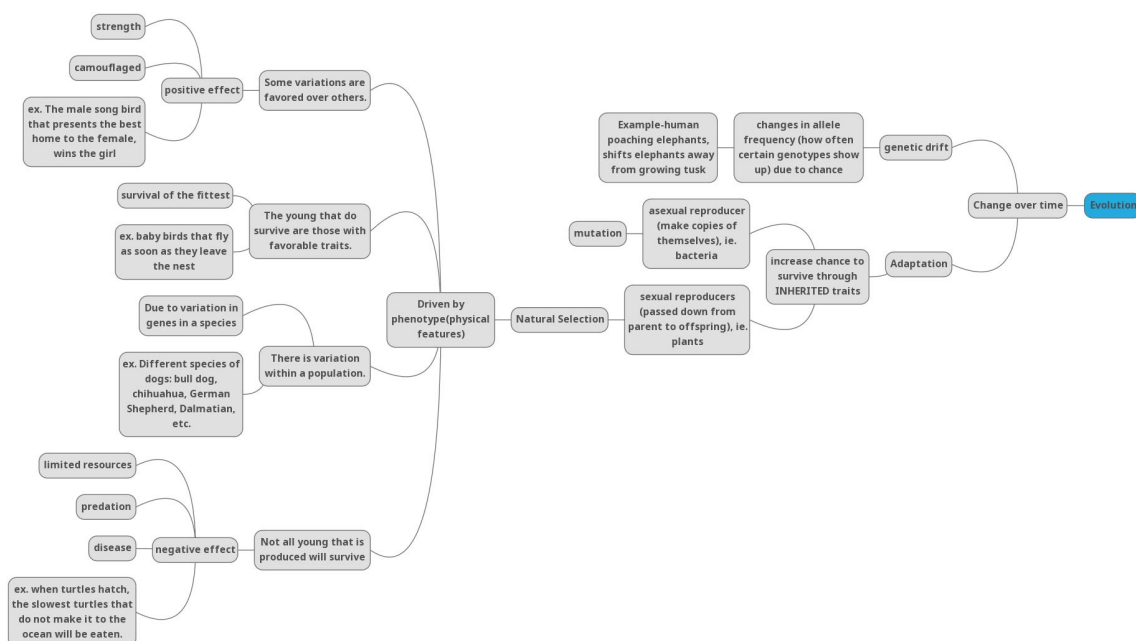 strength
camouflaged
positive effect
ex. The male song bird
that presents the best
home to the female,
wins the girl
Some variations are
favored over others.
survival of the fittest
ex. baby birds that fly
as soon as they leave
the nest
The young that do
survive are those with
favorable traits.
Due to variation in
genes in a species
ex. Different species of
dogs: bull dog,
chihuahua, German
Shepherd, Dalmatian,
etc.
There is variation
within a population.
limited resources
predation
disease
negative effect
ex. when turtles hatch,
the slowest turtles that
do not make it to the
ocean will be eaten.
Not all young that is
produced will survive
Driven by
phenotype(physical
features)
Natural Selection
Example-human
poaching elephants,
shifts elephants away
from growing tusk
changes in allele
frequency (how often
certain genotypes show
up) due to chance
genetic drift
mutation
asexual reproducer
(make copies of
themselves), ie.
bacteria
sexual reproducers
(passed down from
parent to offspring), ie.
plants
increase chance to
survive through
INHERITED traits
Adaptation
Change over time
Evolution